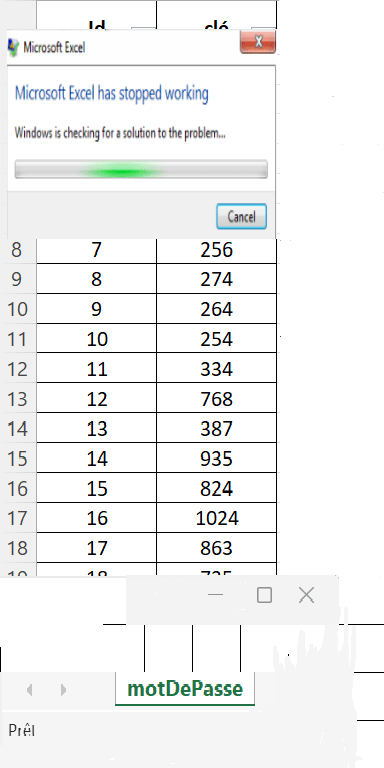 Id clé
Microsoft Excel
Microsoft Excel has stopped working
Windows is checking for a solution to the problem...
Cancel
8 7 256
9 8 274
10 9 264
11 10 254
12 11 334
13 12 768
14 13 387
15 14 935
16 15 824
17 16 1024
18 17 863
19 18 725
motDePasse
Prêt